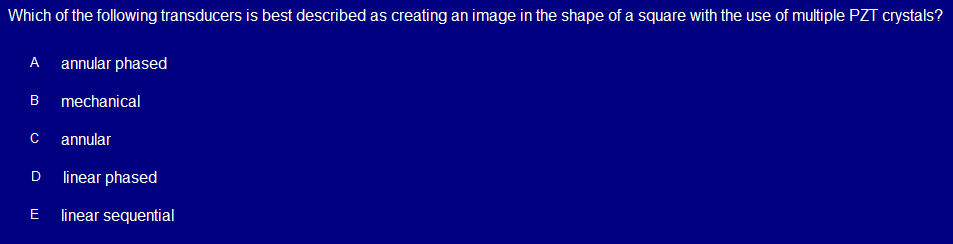 Which of the following transducers is best described as creating an image in the shape of a square with the use of multiple PZT crystals?
A annular phased
B mechanical
C annular
D linear phased
E linear sequential